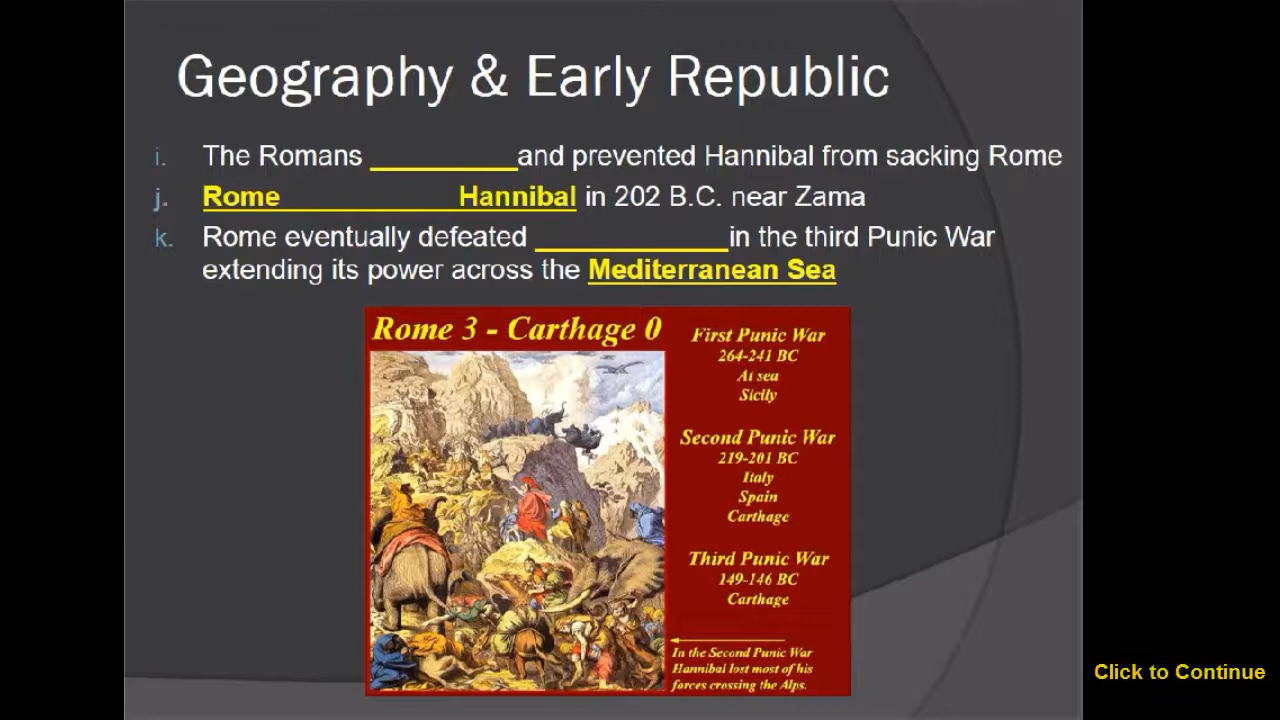 Geography & Early Republic
i. The Romans __________and prevented Hannibal from sacking Rome
j. Rome____________Hannibal in 202 B.C. near Zama
k. Rome eventually defeated _____________in the third Punic War
extending its power across the Mediterranean Sea
Rome 3 - Carthage 0
First Punic War
264-241 BC
At sea
Sicily
Second Punic War
219-201 BC
Italy
Spain
Carthage
Third Punic War
149-146 BC
Carthage
In the Second Punic War
Hannibal lost most of his
forces crossing the Alps.
Click to Continue